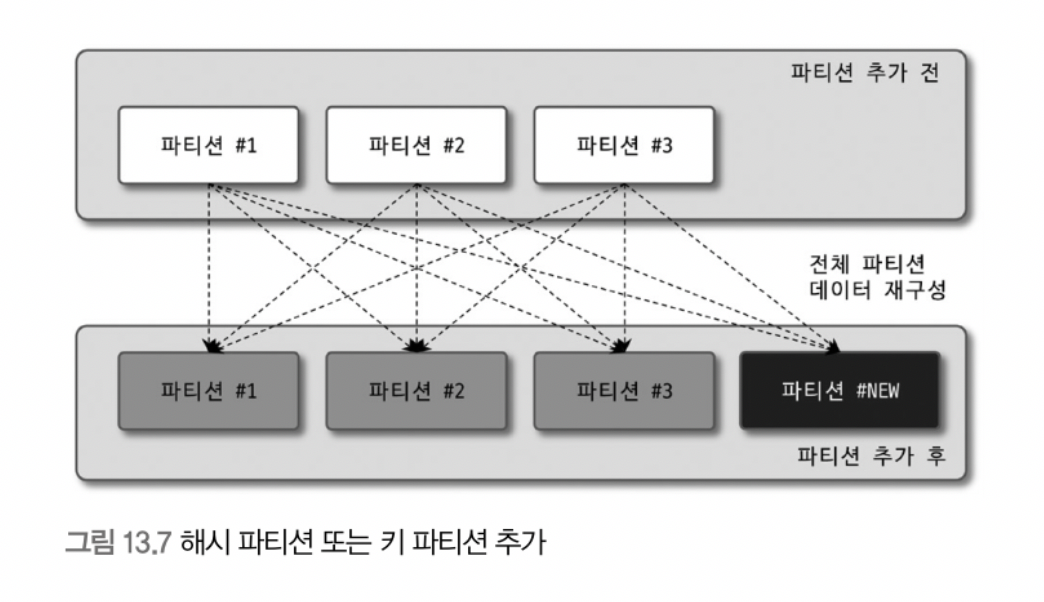 파티션 추가 전
파티션 #1
파티션 #2
파티션 #3
전체 파티션
데이터 재구성
파티션 #1
파티션 #2
파티션 #3
파티션 #NEW
파티션 추가 후
그림 13.7 해시 파티션 또는 키 파티션 추가